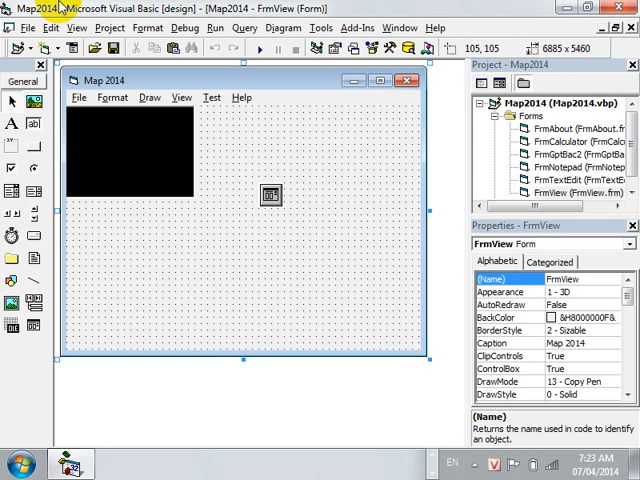 Map2014 - Microsoft Visual Basic [design] - [Map2014 - FrmView (Form)]
File Edit View Project Format Debug Run Query Diagram Tools Add-Ins Window Help
105, 105 6885 x 5460
General
A ab|
xv
OLE
Map 2014
File Format Draw View Test Help
Project - Map2014
Map2014 (Map2014.vbp)
Forms
FrmAbout (FrmAbout.fr
FrmCalculator (FrmCalc
FrmGptBac2 (FrmGptBa
FrmNotepad (FrmNotep
FrmTextEdit (FrmTextEd
FrmView (FrmView.frm)
Properties - FrmView
FrmView Form
Alphabetic Categorized
(Name) FrmView
Appearance 1 - 3D
AutoRedraw False
BackColor &H8000000F&
BorderStyle 2 - Sizable
Caption Map 2014
ClipControls True
ControlBox True
DrawMode 13 - Copy Pen
DrawStyle 0 - Solid
(Name)
Returns the name used in code to identify
an object.
32
EN
V
7:23 AM
07/04/2014